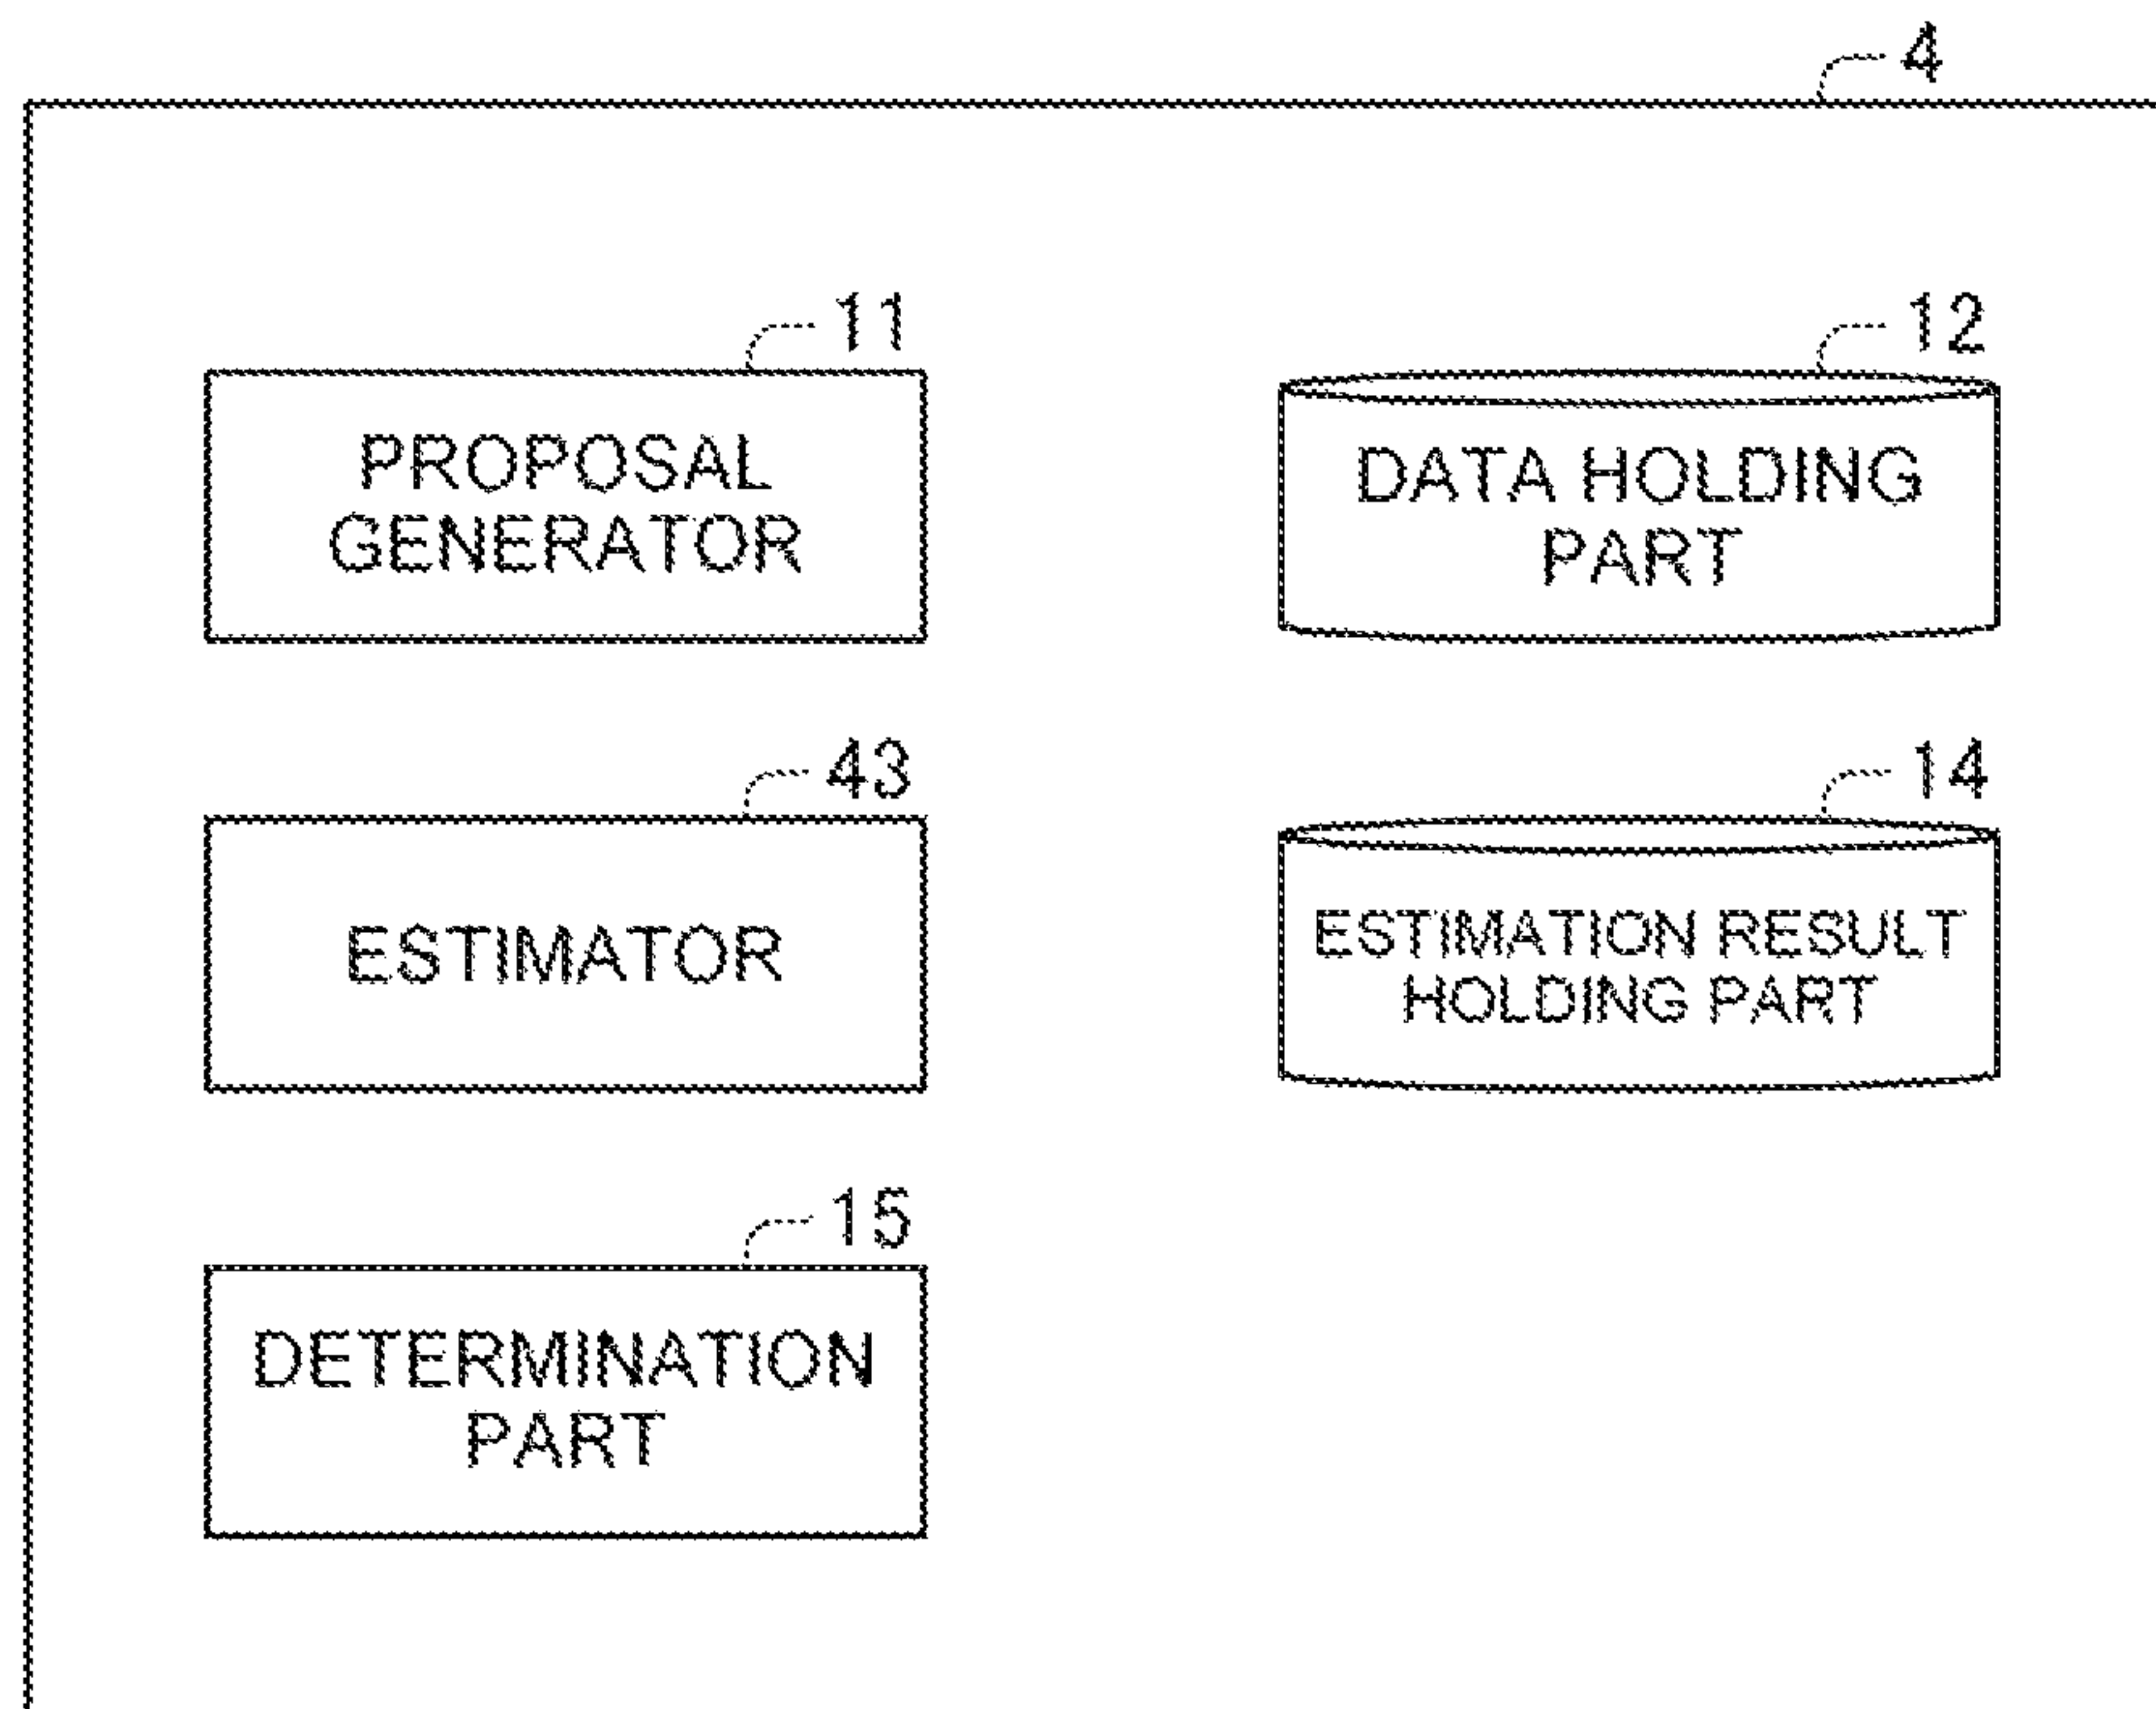 4
11
PROPOSAL
GENERATOR
12
DATA HOLDING
PART
43
ESTIMATOR
14
ESTIMATION RESULT
HOLDING PART
15
DETERMINATION
PART